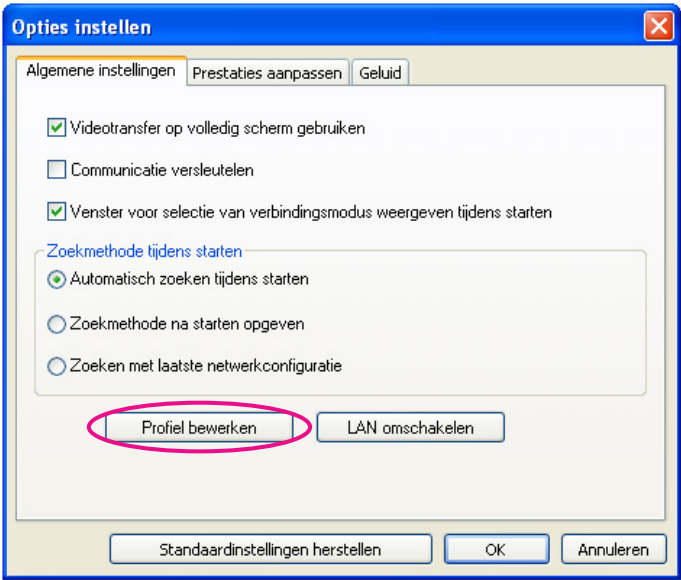 Opties instellen
Algemene instellingen Prestaties aanpassen Geluid
Videotransfer op volledig scherm gebruiken
Communicatie versleutelen
Venster voor selectie van verbindingsmodus weergeven tijdens starten
Zoekmethode tijdens starten
Automatisch zoeken tijdens starten
Zoekmethode na starten opgeven
Zoeken met laatste netwerkconfiguratie
Profiel bewerken LAN omschakelen
Standaardinstellingen herstellen OK Annuleren